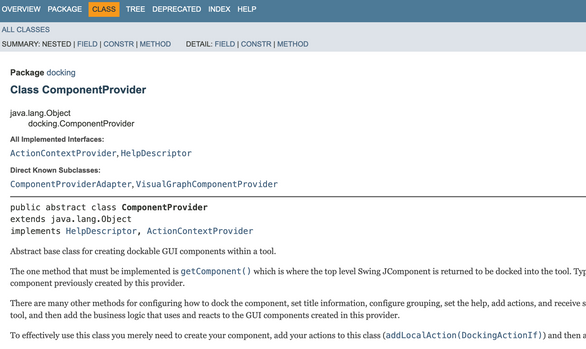 OVERVIEW PACKAGE CLASS TREE DEPRECATED INDEX HELP
ALL CLASSES
SUMMARY: NESTED | FIELD | CONSTR | METHOD DETAIL: FIELD | CONSTR | METHOD
Package docking
Class ComponentProvider
java.lang.Object
docking.ComponentProvider
All Implemented Interfaces:
ActionContextProvider, HelpDescriptor
Direct Known Subclasses:
ComponentProviderAdapter, VisualGraphComponentProvider
public abstract class ComponentProvider
extends java.lang.Object
implements HelpDescriptor, ActionContextProvider
Abstract base class for creating dockable GUI components within a tool.
The one method that must be implemented is getComponent() which is where the top level Swing JComponent is returned to be docked into the tool. Typ
component previously created by this provider.
There are many other methods for configuring how to dock the component, set title information, configure grouping, set the help, add actions, and receive s
tool, and then add the business logic that uses and reacts to the GUI components created in this provider.
To effectively use this class you merely need to create your component, add your actions to this class (addLocalAction(DockingActionIf)) and then a